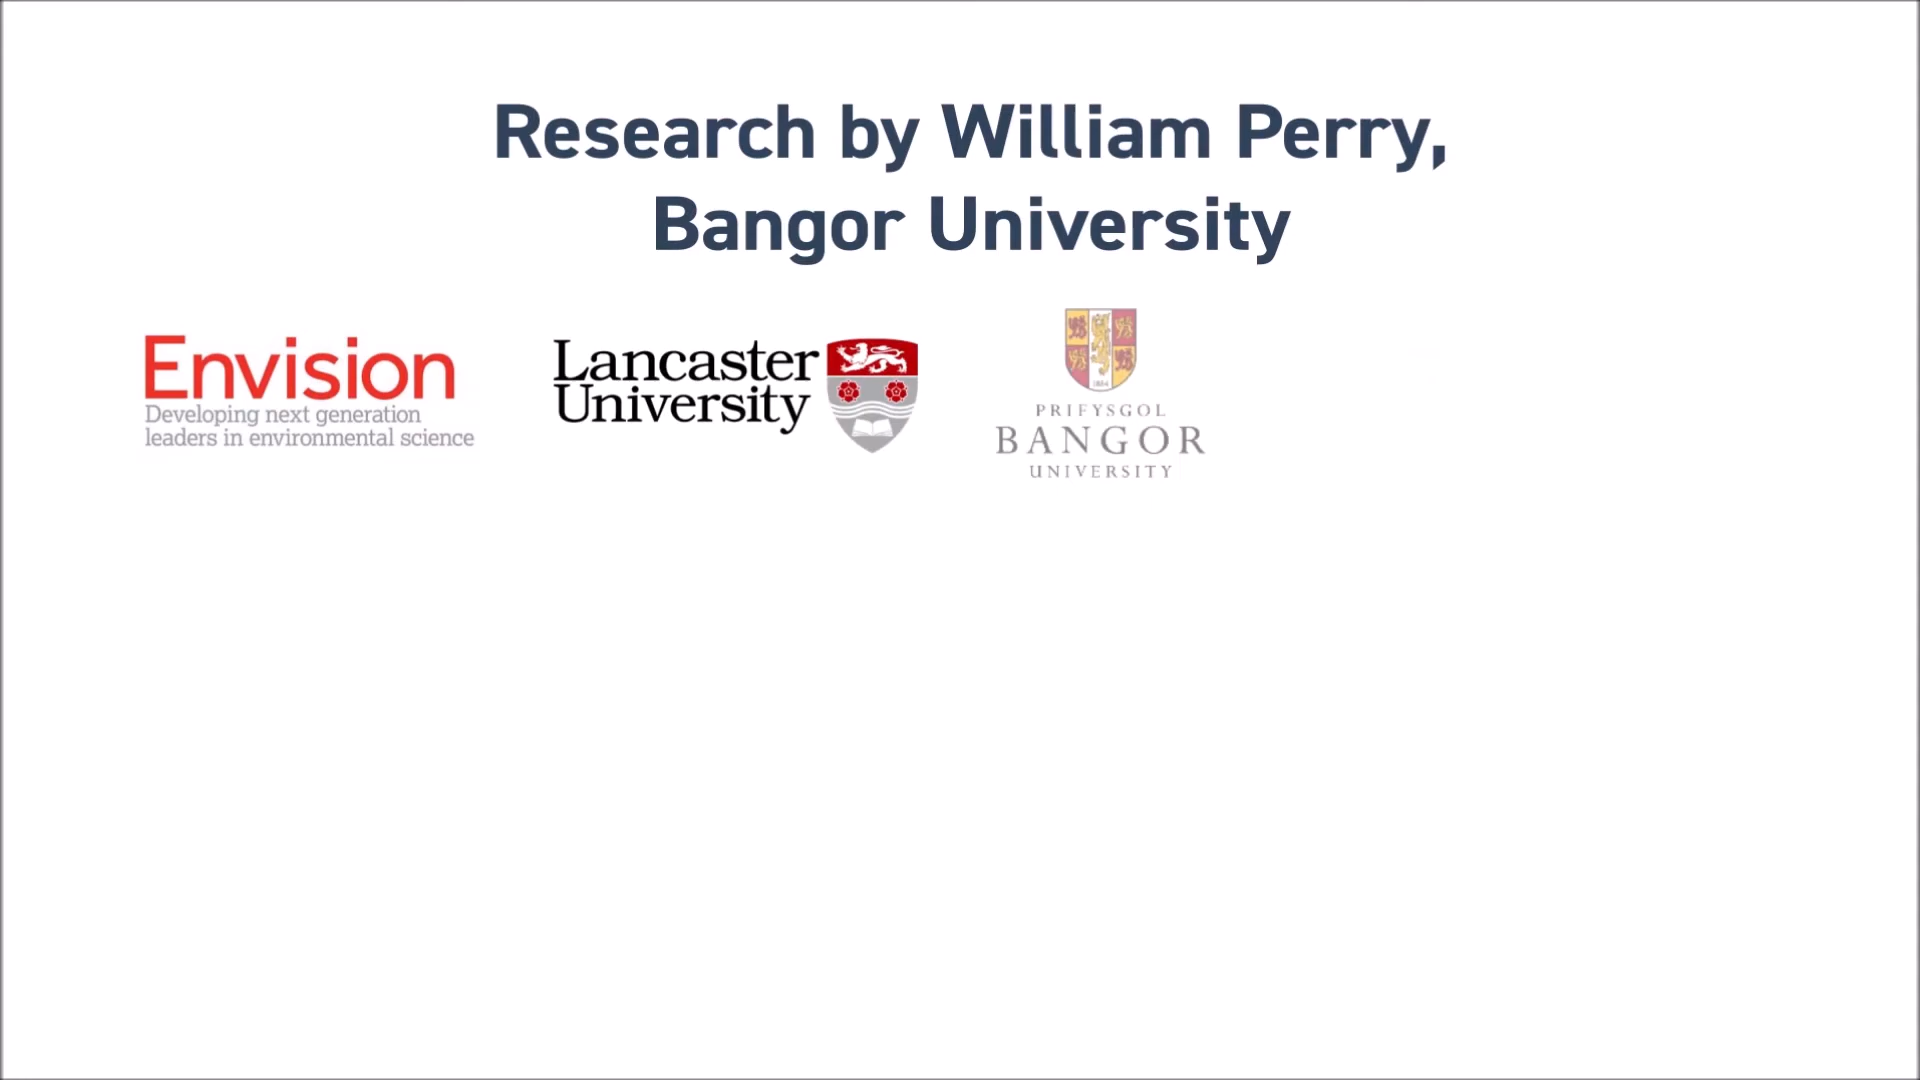 Research by William Perry,
Bangor University
Envision
Developing next generation
leaders in environmental science
Lancaster
University
1884
PRIFYSGOL
BANGOR
UNIVERSITY